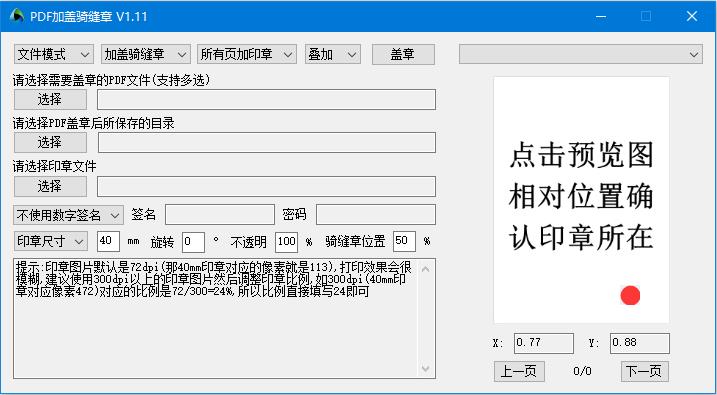 PDF加盖骑缝章 V1.11
文件模式 加盖骑缝章 所有页加印章 叠加 盖章
请选择需要盖章的PDF文件(支持多选)
选择
请选择PDF盖章后所保存的目录
选择
请选择印章文件
选择
不使用数字签名 签名 密码
印章尺寸 40 mm 旋转 0 ° 不透明 100 % 骑缝章位置 50 %
提示:印章图片默认是72dpi(那40mm印章对应的像素就是113),打印效果会很
模糊,建议使用300dpi以上的印章图片然后调整印章比例,如300dpi(40mm印
章对应像素472)对应的比例是72/300=24%,所以比例直接填写24即可
点击预览图
相对位置确
认印章所在
X: 0.77 Y: 0.88
上一页 0/0 下一页